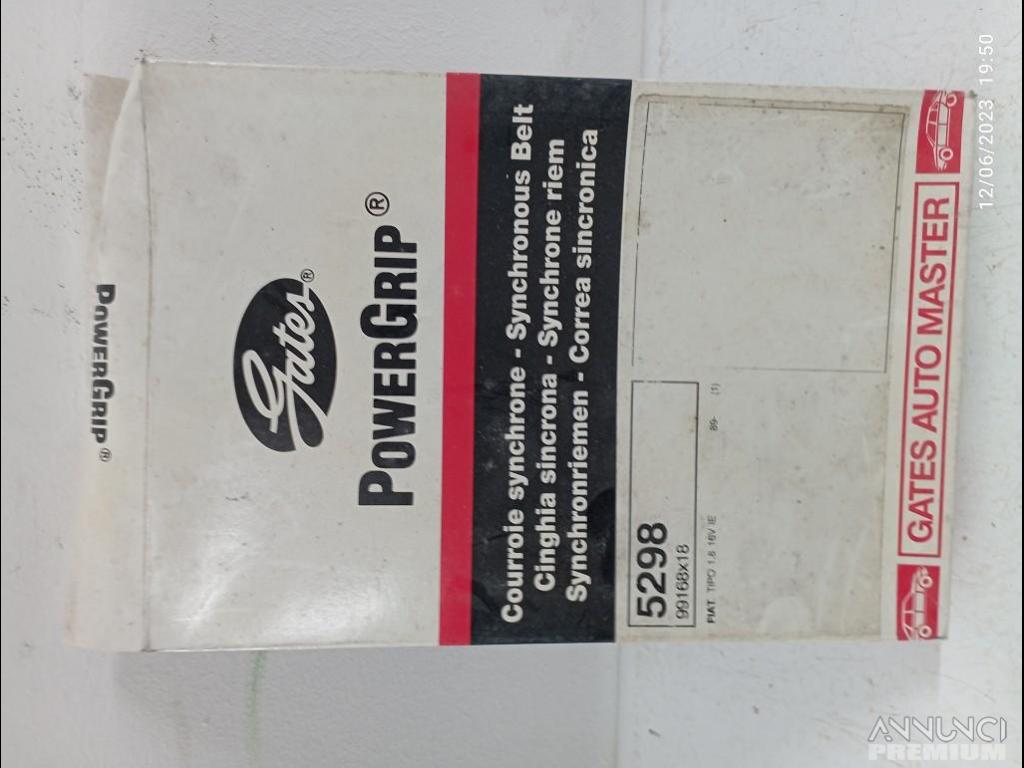 POWERGRIP®
Gates®
POWERGRIP®
Courroie synchrone - Synchronous Belt
Cinghia sincrona - Synchrone riem
Synchronriemen - Correa sincronica
5298
99168x18
FIAT TIPO 1.8 16V IE 89- (1)
GATES AUTO MASTER
12/06/2023 19:50
ANNUNCI
PREMIUM